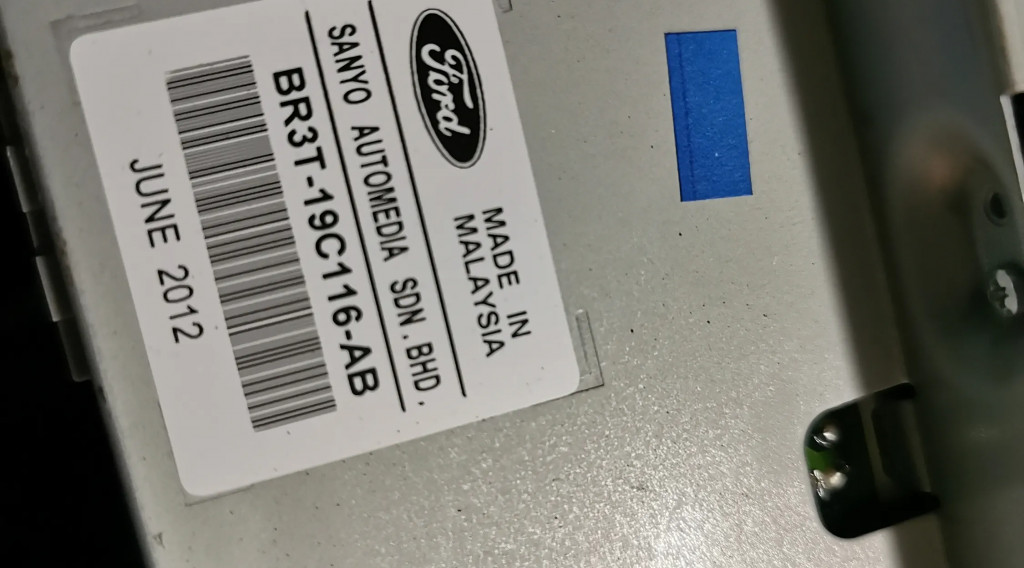 Ford
MADE IN
MALAYSIA
SANYO AUTOMEDIA SDN.BHD.
BR3T-19C116-AB
JUNE 2012